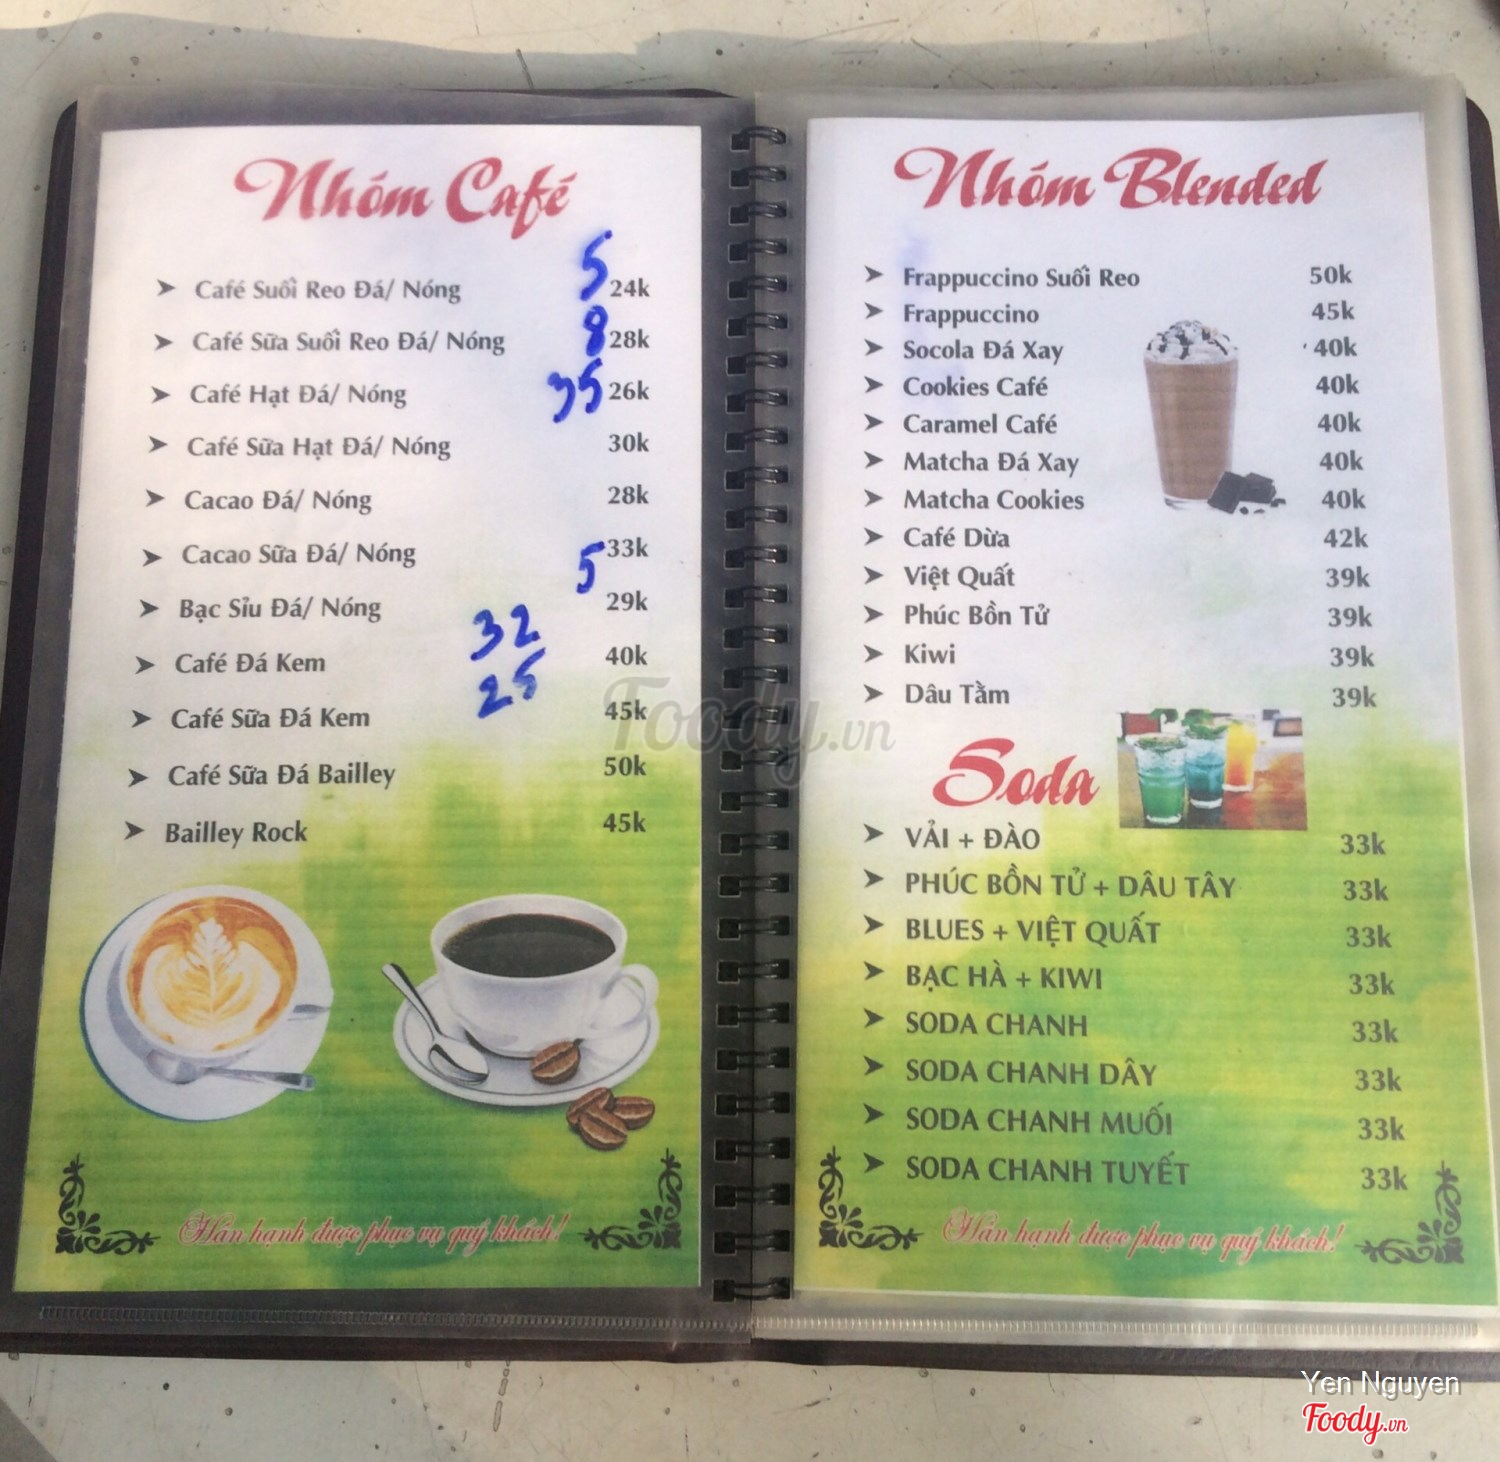 Nhóm Café
5
Café Suối Reo Đá/ Nóng 24k
8
Café Sữa Suối Reo Đá/ Nóng 28k
35
Café Hạt Đá/ Nóng 26k
Café Sữa Hạt Đá/ Nóng 30k
Cacao Đá/ Nóng 28k
Cacao Sữa Đá/ Nóng 33k
5
Bạc Sỉu Đá/ Nóng 29k
32
Café Đá Kem 40k
25
Café Sữa Đá Kem 45k
Café Sữa Đá Bailley 50k
Bailley Rock 45k
Hân hạnh được phục vụ quý khách!
Nhóm Blended
Frappuccino Suối Reo 50k
Frappuccino 45k
Socola Đá Xay 40k
Cookies Café 40k
Caramel Café 40k
Matcha Đá Xay 40k
Matcha Cookies 40k
Café Dừa 42k
Việt Quất 39k
Phúc Bồn Tử 39k
Kiwi 39k
Dâu Tằm 39k
Soda
VẢI + ĐÀO 33k
PHÚC BỒN TỬ + DÂU TÂY 33k
BLUES + VIỆT QUẤT 33k
BẠC HÀ + KIWI 33k
SODA CHANH 33k
SODA CHANH DÂY 33k
SODA CHANH MUỐI 33k
SODA CHANH TUYẾT 33k
Hân hạnh được phục vụ quý khách!
Foody.vn
Yen Nguyen
Foody.vn